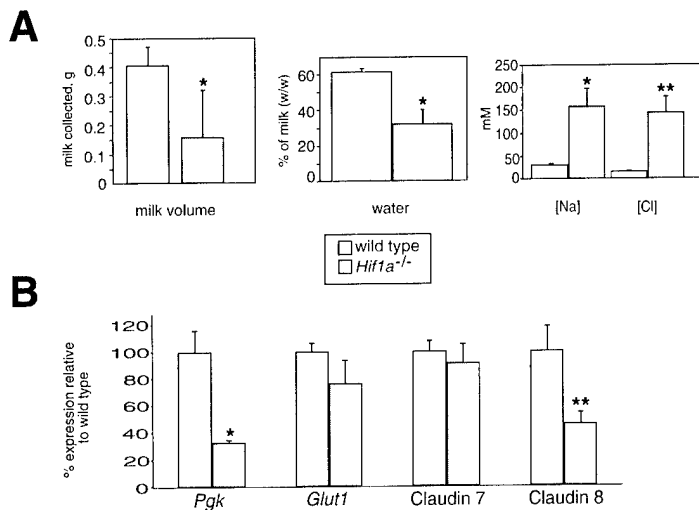 A
milk collected, g
0.5
0.4
0.3
0.2
0.1
0
*
milk volume
% of milk (w/w)
60
40
20
0
*
water
mM
250
200
150
100
50
0
*
**
[Na]
[Cl]
wild type
Hif1a-/-
B
% expression relative
to wild type
120
100
80
60
40
20
0
*
**
Pgk
Glut1
Claudin 7
Claudin 8